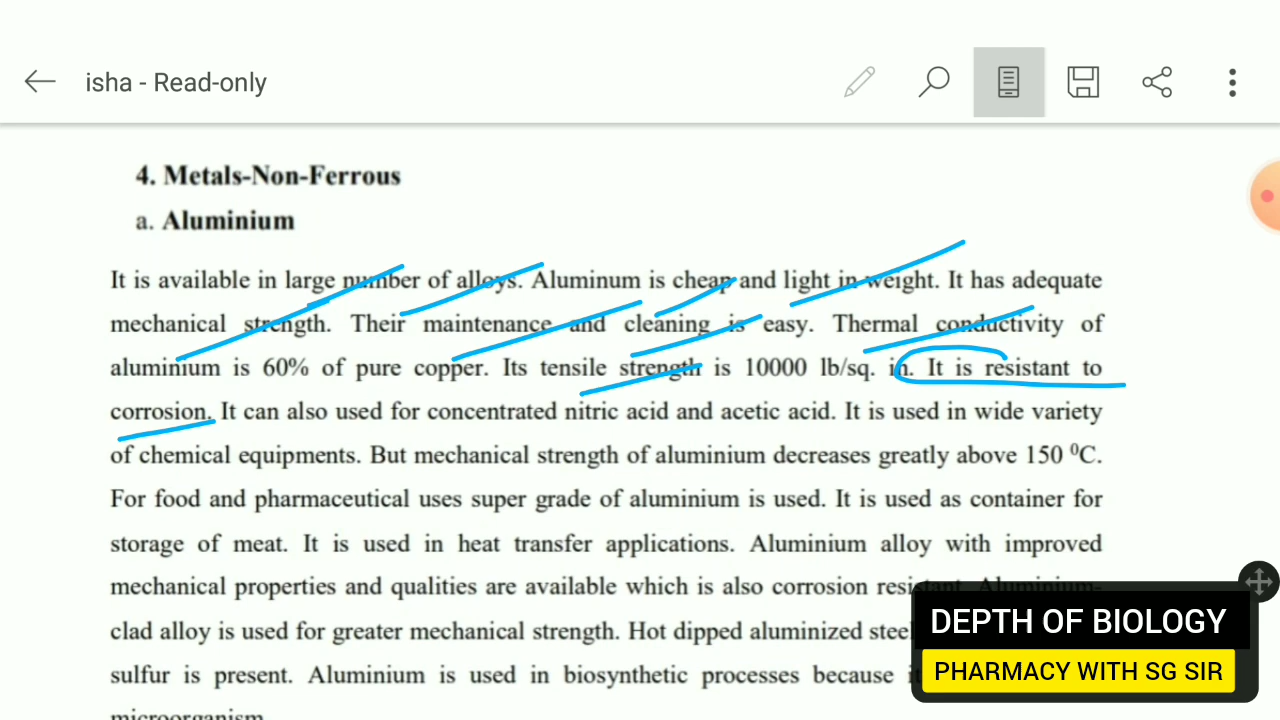 isha - Read-only
4. Metals-Non-Ferrous
a. Aluminium
It is available in large number of alloys. Aluminum is cheap and light in weight. It has adequate
mechanical strength. Their maintenance and cleaning is easy. Thermal conductivity of
aluminium is 60% of pure copper. Its tensile strength is 10000 lb/sq. in. It is resistant to
corrosion. It can also used for concentrated nitric acid and acetic acid. It is used in wide variety
of chemical equipments. But mechanical strength of aluminium decreases greatly above 150 ⁰C.
For food and pharmaceutical uses super grade of aluminium is used. It is used as container for
storage of meat. It is used in heat transfer applications. Aluminium alloy with improved
mechanical properties and qualities are available which is also corrosion resistant. Aluminium-
clad alloy is used for greater mechanical strength. Hot dipped aluminized steel
sulfur is present. Aluminium is used in biosynthetic processes because
microorganism
DEPTH OF BIOLOGY
PHARMACY WITH SG SIR